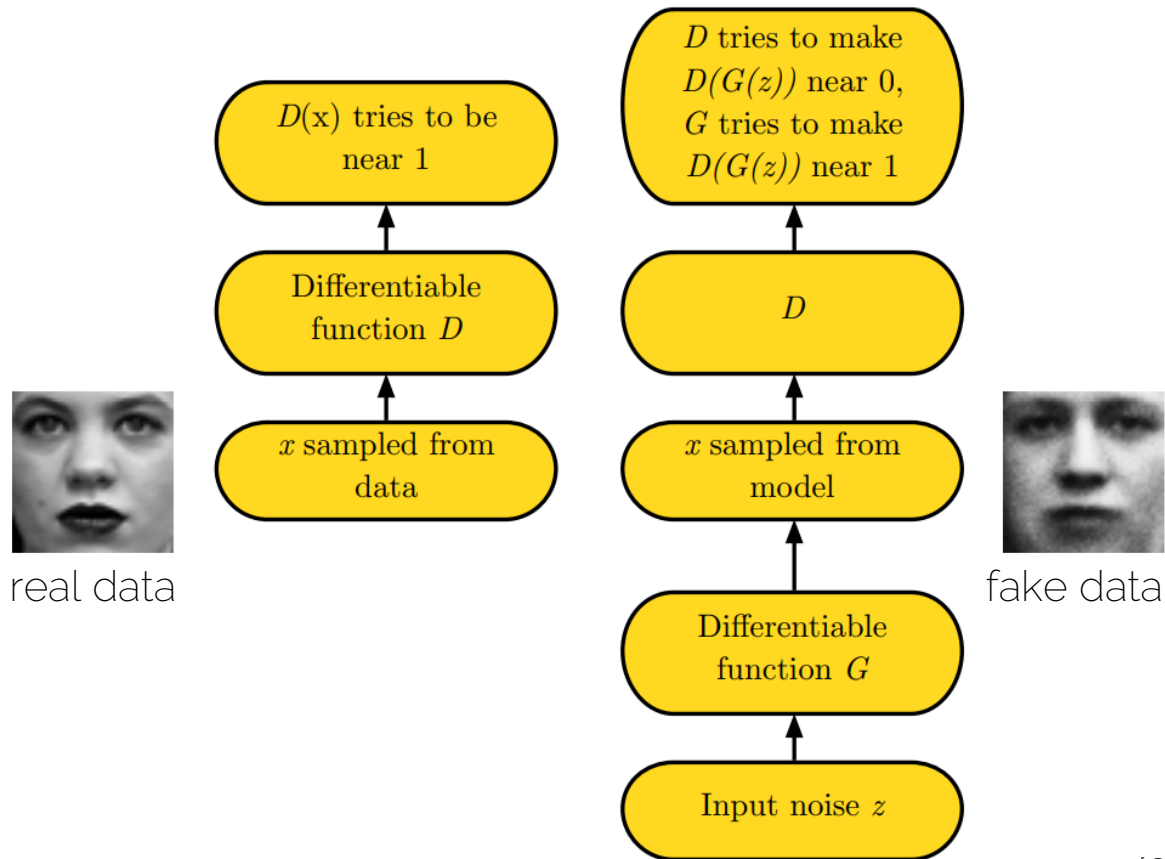 D(x) tries to be
near 1
Differentiable
function D
x sampled from
data
real data
D tries to make
D(G(z)) near 0,
G tries to make
D(G(z)) near 1
D
x sampled from
model
Differentiable
function G
Input noise z
fake data